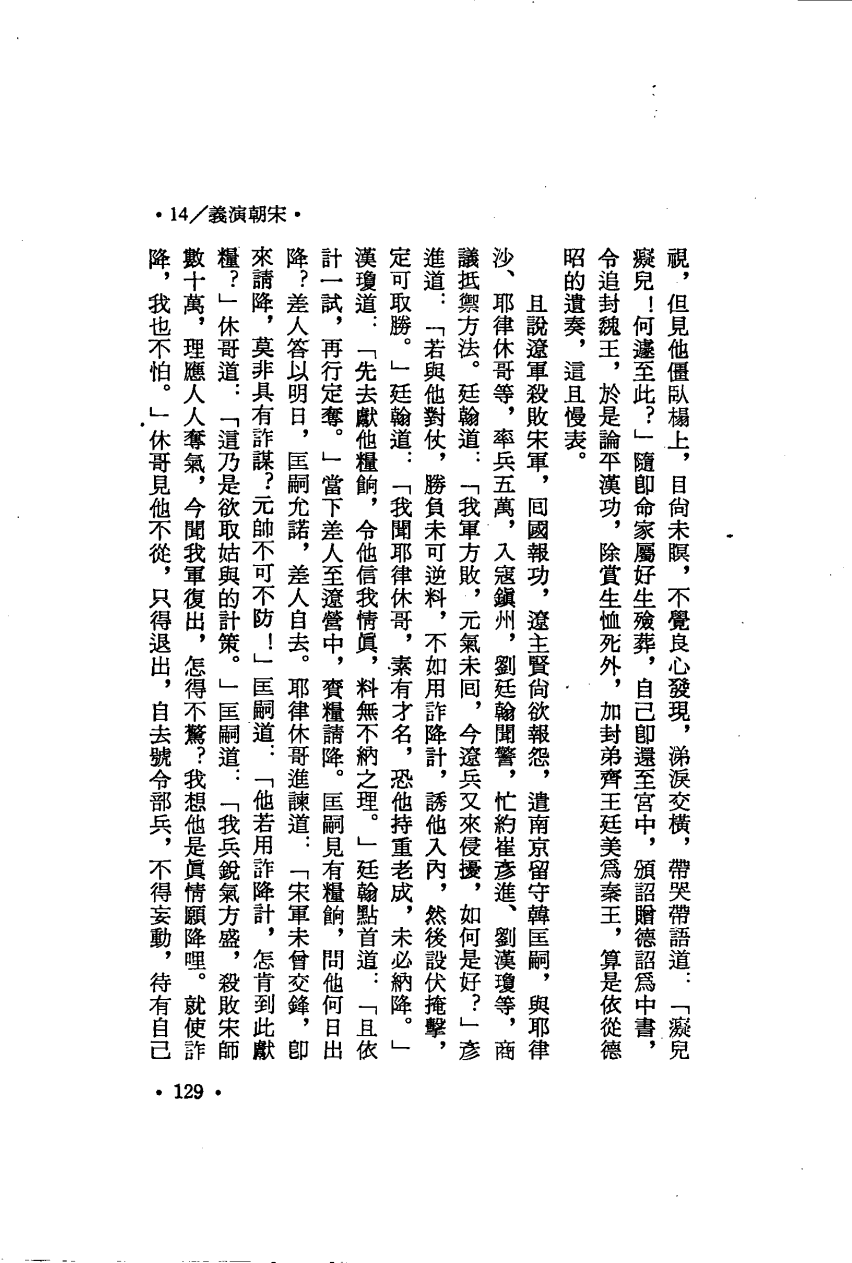 •14／義演朝宋•
視，但見他僵臥榻上，目尙未瞑，不覺良心發現，涕淚交橫，帶哭帶語道：「癡兒
癡兒！何遽至此？」隨卽命家屬好生殮葬，自己卽還至宮中，頒詔贈德詔爲中書，
令追封魏王，於是論平漢功，除賞生恤死外，加封弟齊王廷美爲秦王，算是依從德
昭的遺奏，這且慢表。
且說遼軍殺敗宋軍，囘國報功，遼主賢尙欲報怨，遣南京留守韓匡嗣，與耶律
沙、耶律休哥等，率兵五萬，入寇鎭州，劉廷翰聞警，忙約崔彥進、劉漢瓊等，商
議抵禦方法。廷翰道：「我軍方敗，元氣未囘，今遼兵又來侵擾，如何是好？」彥
進道：「若與他對仗，勝負未可逆料，不如用詐降計，誘他入內，然後設伏掩擊，
定可取勝。」廷翰道：「我聞耶律休哥，素有才名，恐他持重老成，未必納降。」
漢瓊道：「先去獻他糧餉，令他信我情眞，料無不納之理。」廷翰點首道：「且依
計一試，再行定奪。」當下差人至遼營中，賫糧請降。匡嗣見有糧餉，問他何日出
降？差人答以明日，匡嗣允諾，差人自去。耶律休哥進諫道：「宋軍未曾交鋒，卽
來請降，莫非具有詐謀？元帥不可不防！」匡嗣道：「他若用詐降計，怎肯到此獻
糧？」休哥道：「這乃是欲取姑與的計策。」匡嗣道：「我兵銳氣方盛，殺敗宋師
數十萬，理應人人奪氣，今聞我軍復出，怎得不驚？我想他是眞情願降哩。就使詐
降，我也不怕。」休哥見他不從，只得退出，自去號令部兵，不得妄動，待有自己
•129•